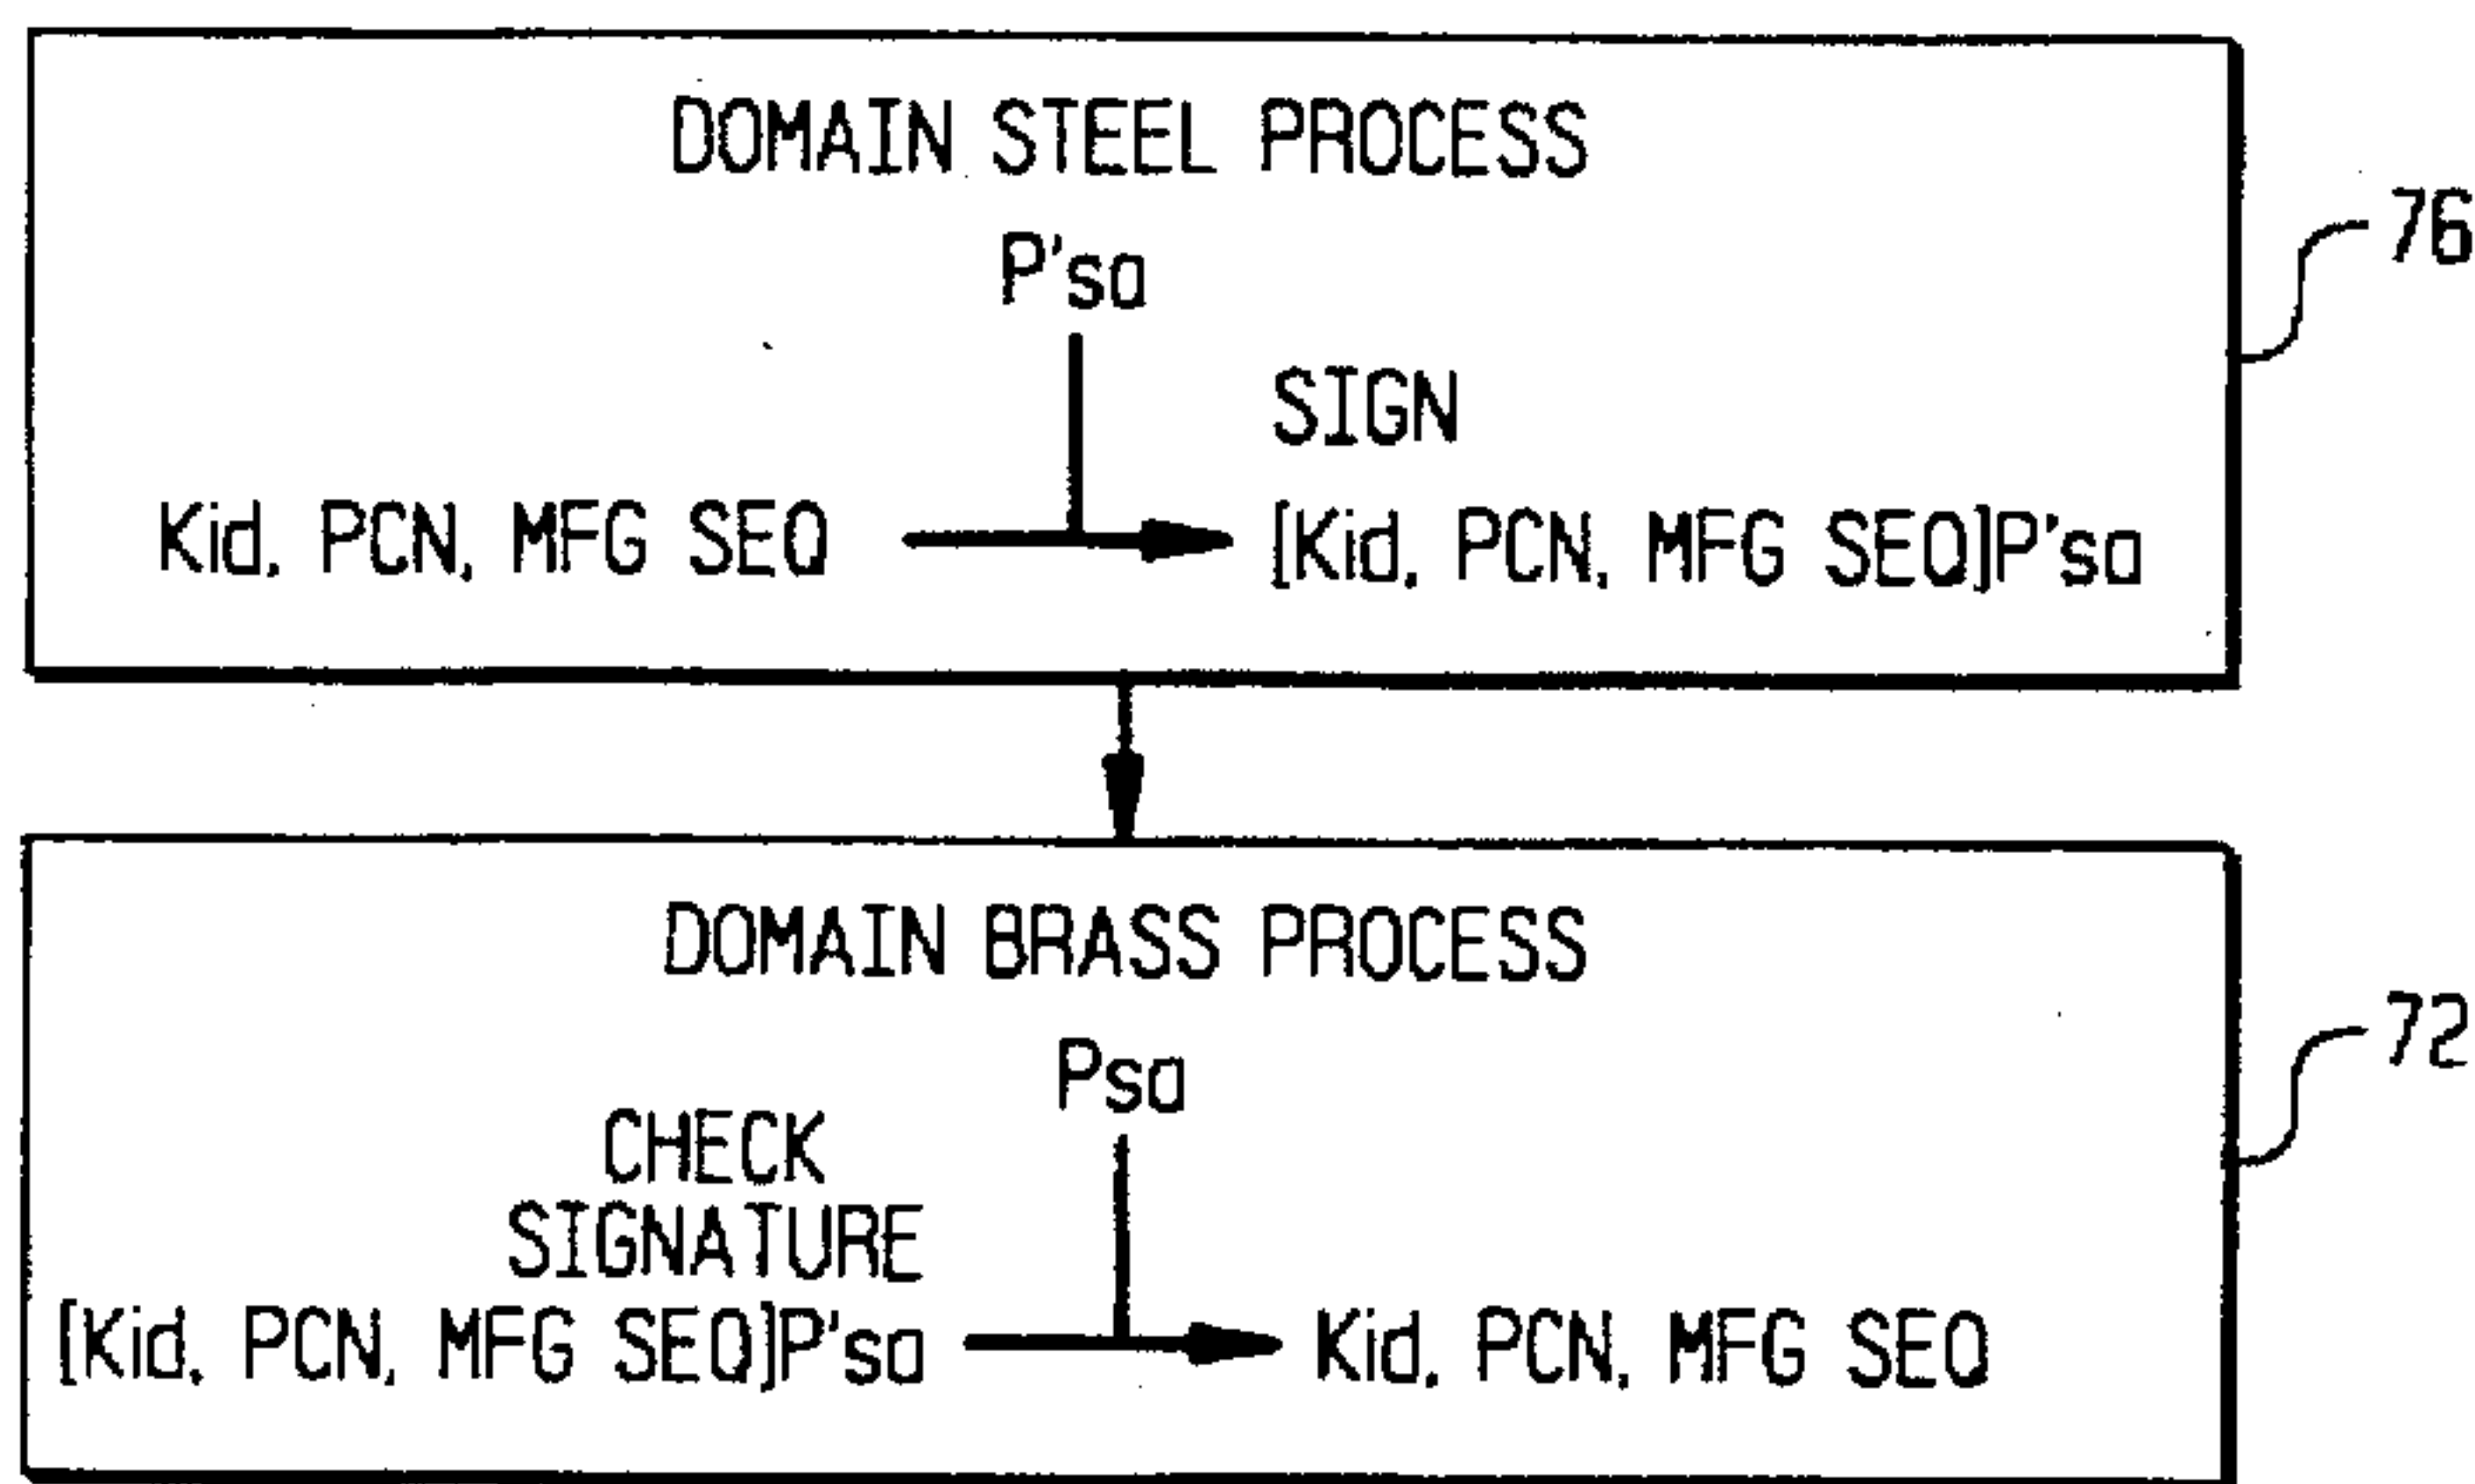 DOMAIN STEEL PROCESS
P'sa
76
SIGN
Kid, PCN, MFG SEQ
[Kid, PCN, MFG SEQ]P'sa
DOMAIN BRASS PROCESS
Psa
72
CHECK
SIGNATURE
[Kid, PCN, MFG SEQ]P'sa
Kid, PCN, MFG SEQ